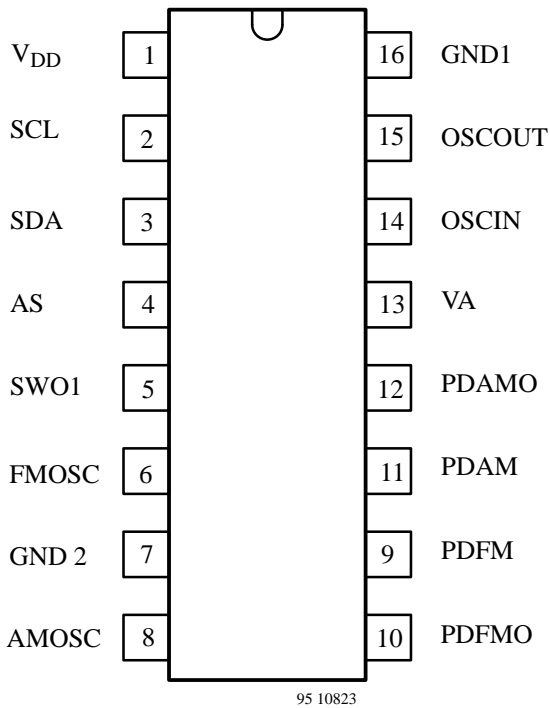 VDD 1 16 GND1
SCL 2 15 OSCOUT
SDA 3 14 OSCIN
AS 4 13 VA
SWO1 5 12 PDAMO
FMOSC 6 11 PDAM
GND 2 7 9 PDFM
AMOSC 8 10 PDFMO
95 10823